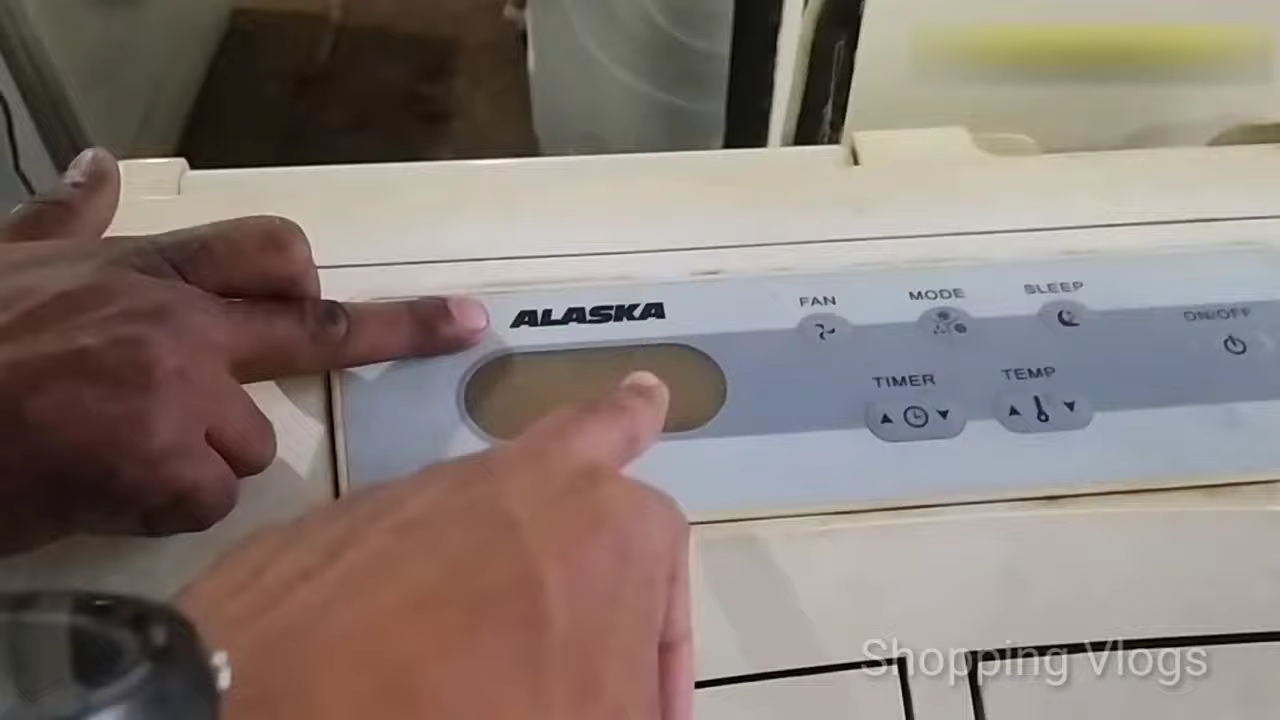 ALASKA
FAN
MODE
SLEEP
ON/OFF
TIMER
TEMP
Shopping Vlogs